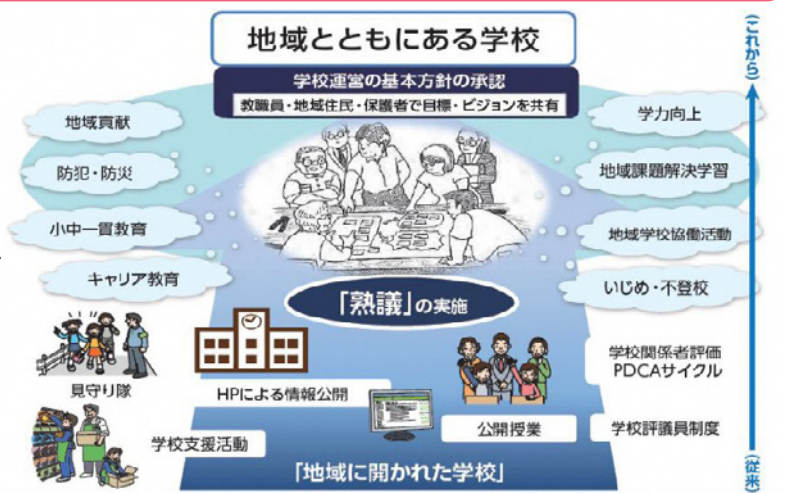 地域とともにある学校
(これから)
学校運営の基本方針の承認
教職員・地域住民・保護者で目標・ビジョンを共有
地域貢献
学力向上
防犯・防災
地域課題解決学習
小中一貫教育
地域学校協働活動
キャリア教育
いじめ・不登校
「熟議」の実施
見守り隊
HPによる情報公開
学校関係者評価
PDCAサイクル
学校支援活動
公開授業
学校評議員制度
「地域に開かれた学校」
(従来)